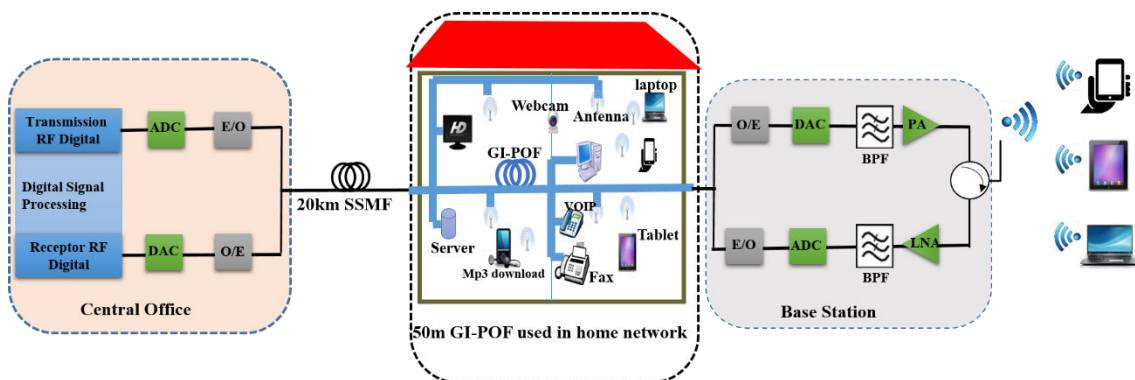 Transmission
RF Digital
ADC
E/O
Digital Signal
Processing
Receptor RF
Digital
DAC
O/E
Central Office
20km SSMF
HD
Webcam
laptop
Antenna
GI-POF
Server
VOIP
Mp3 download
Fax
Tablet
50m GI-POF used in home network
O/E
DAC
BPF
PA
E/O
ADC
BPF
LNA
Base Station